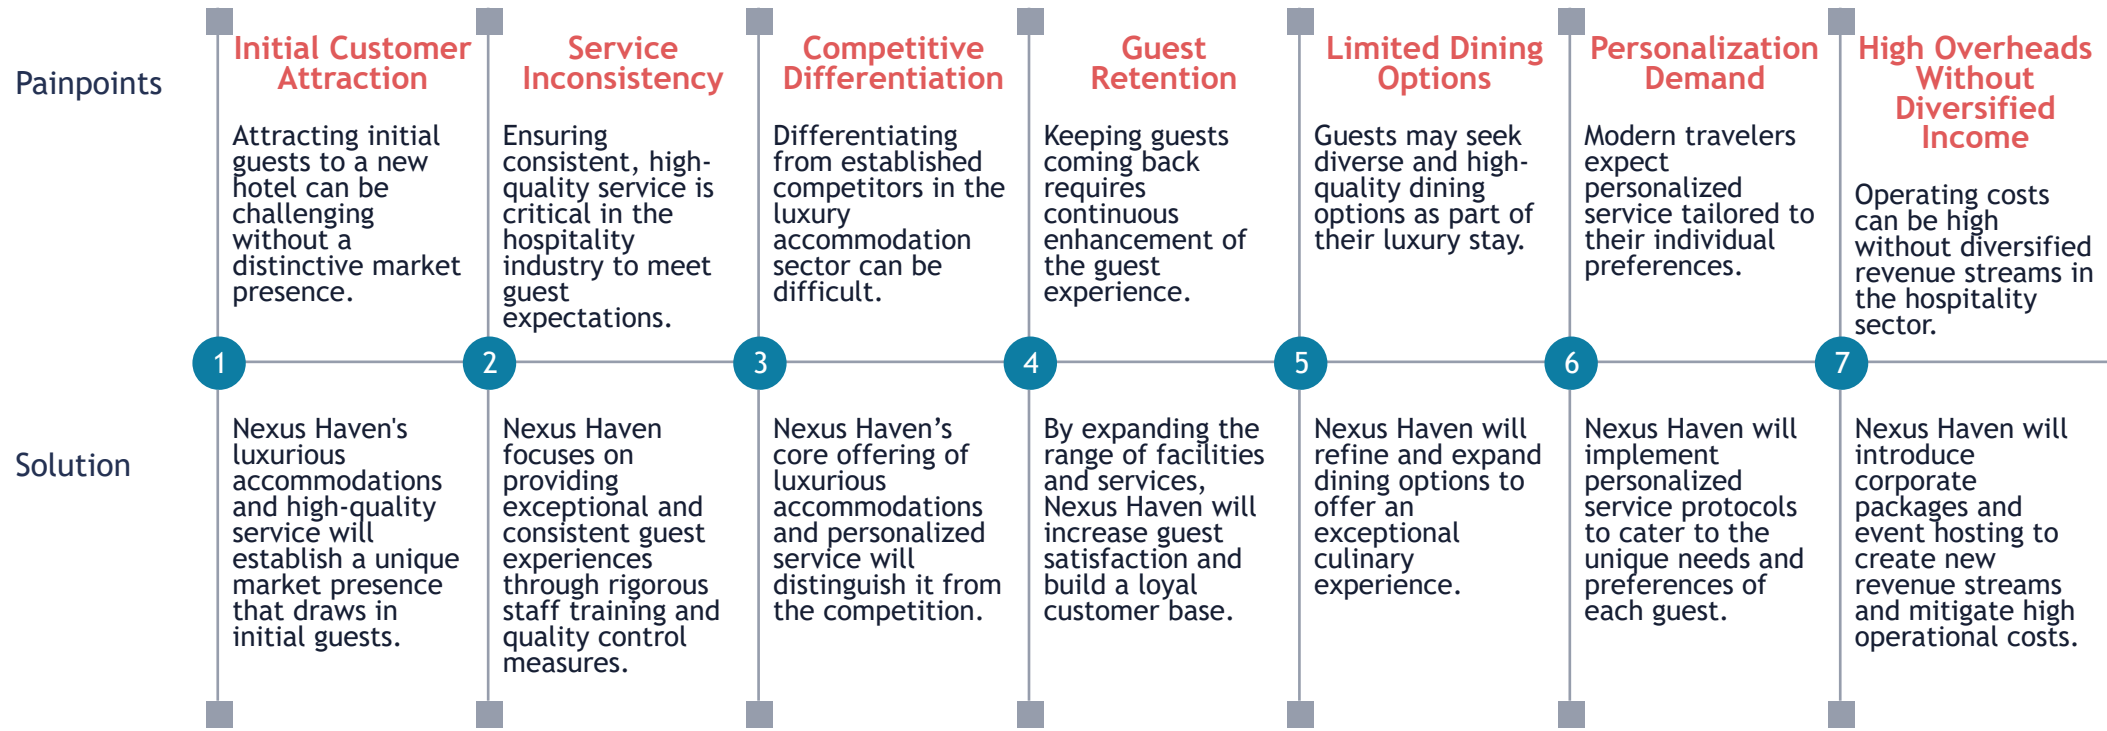 Painpoints
Initial Customer
Attraction
Attracting initial
guests to a new
hotel can be
challenging
without a
distinctive market
presence.
Service
Inconsistency
Ensuring
consistent, high-
quality service is
critical in the
hospitality
industry to meet
guest
expectations.
Competitive
Differentiation
Differentiating
from established
competitors in the
luxury
accommodation
sector can be
difficult.
Guest
Retention
Keeping guests
coming back
requires
continuous
enhancement of
the guest
experience.
Limited Dining
Options
Guests may seek
diverse and high-
quality dining
options as part of
their luxury stay.
Personalization
Demand
Modern travelers
expect
personalized
service tailored to
their individual
preferences.
High Overheads
Without
Diversified
Income
Operating costs
can be high
without diversified
revenue streams in
the hospitality
sector.
1
2
3
4
5
6
7
Solution
Nexus Haven's
luxurious
accommodations
and high-quality
service will
establish a unique
market presence
that draws in
initial guests.
Nexus Haven
focuses on
providing
exceptional and
consistent guest
experiences
through rigorous
staff training and
quality control
measures.
Nexus Haven’s
core offering of
luxurious
accommodations
and personalized
service will
distinguish it from
the competition.
By expanding the
range of facilities
and services,
Nexus Haven will
increase guest
satisfaction and
build a loyal
customer base.
Nexus Haven will
refine and expand
dining options to
offer an
exceptional
culinary
experience.
Nexus Haven will
implement
personalized
service protocols
to cater to the
unique needs and
preferences of
each guest.
Nexus Haven will
introduce
corporate
packages and
event hosting to
create new
revenue streams
and mitigate high
operational costs.